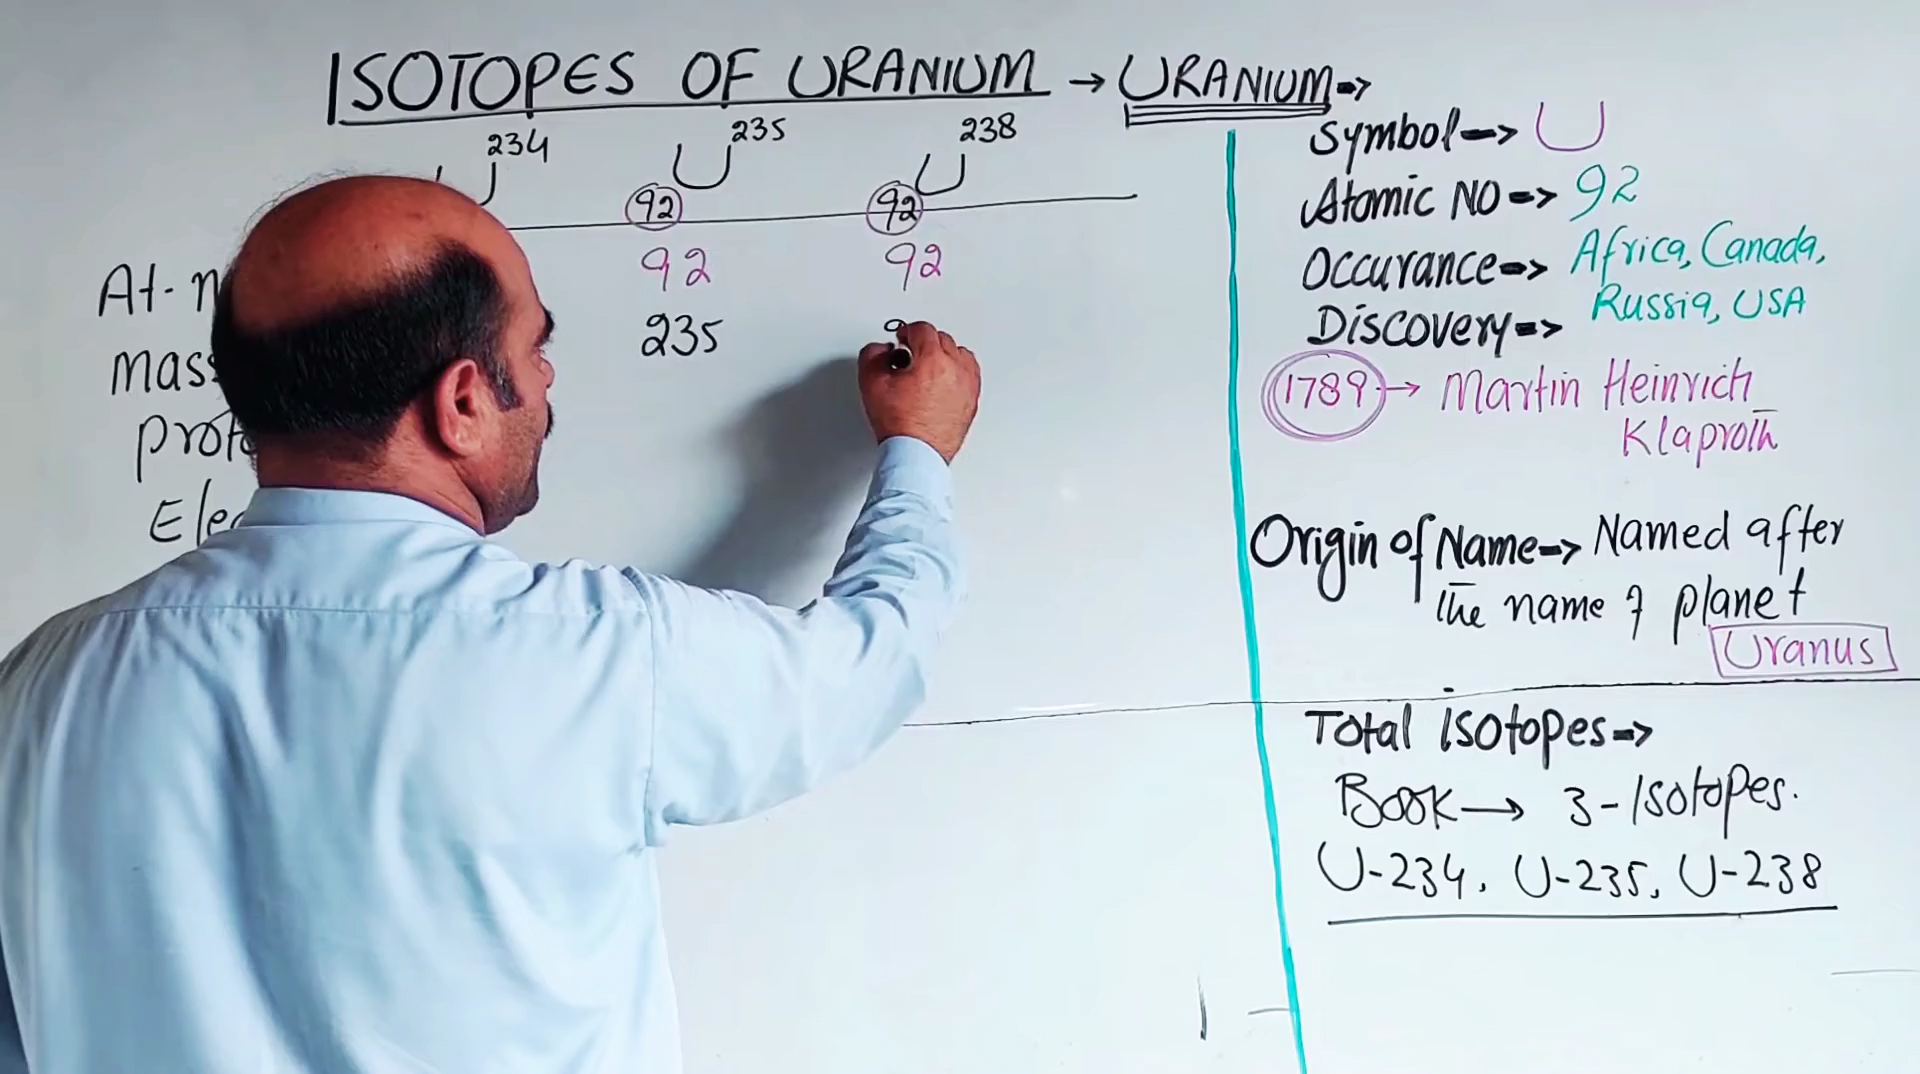 ISOTOPES OF URANIUM → URANIUM →
U 234 U 235 U 238
92 92
At. n 92 92
Mass 235
Proto
Elec
Symbol → U
Atomic NO → 92
Occurance → Africa, Canada,
Russia, USA
Discovery →
1789 → Martin Heinrich
Klaproth
Origin of Name → Named after
the name of planet
Uranus
Total isotopes →
Book → 3-Isotopes.
U-234, U-235, U-238